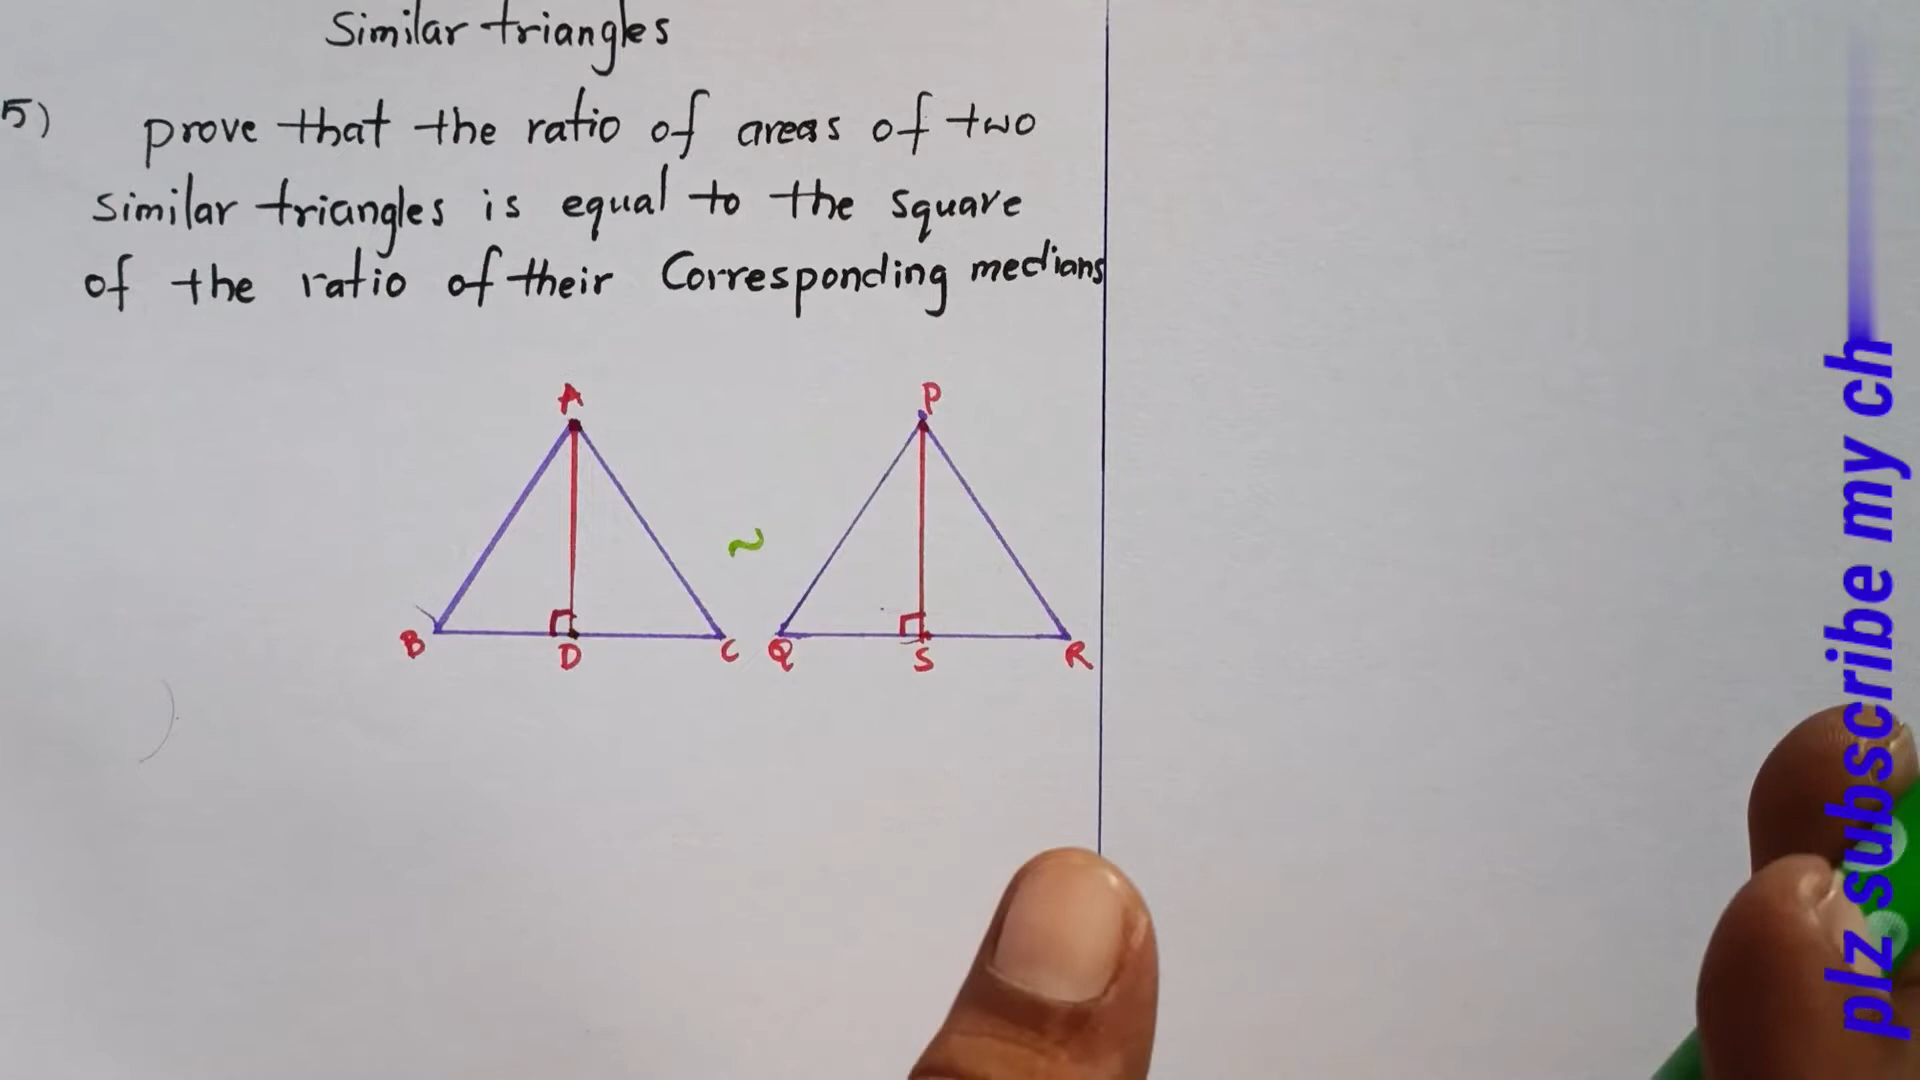 Similar triangles
5) prove that the ratio of areas of two
similar triangles is equal to the square
of the ratio of their Corresponding medians
A P
~
B D C Q S R
plz subscribe my ch